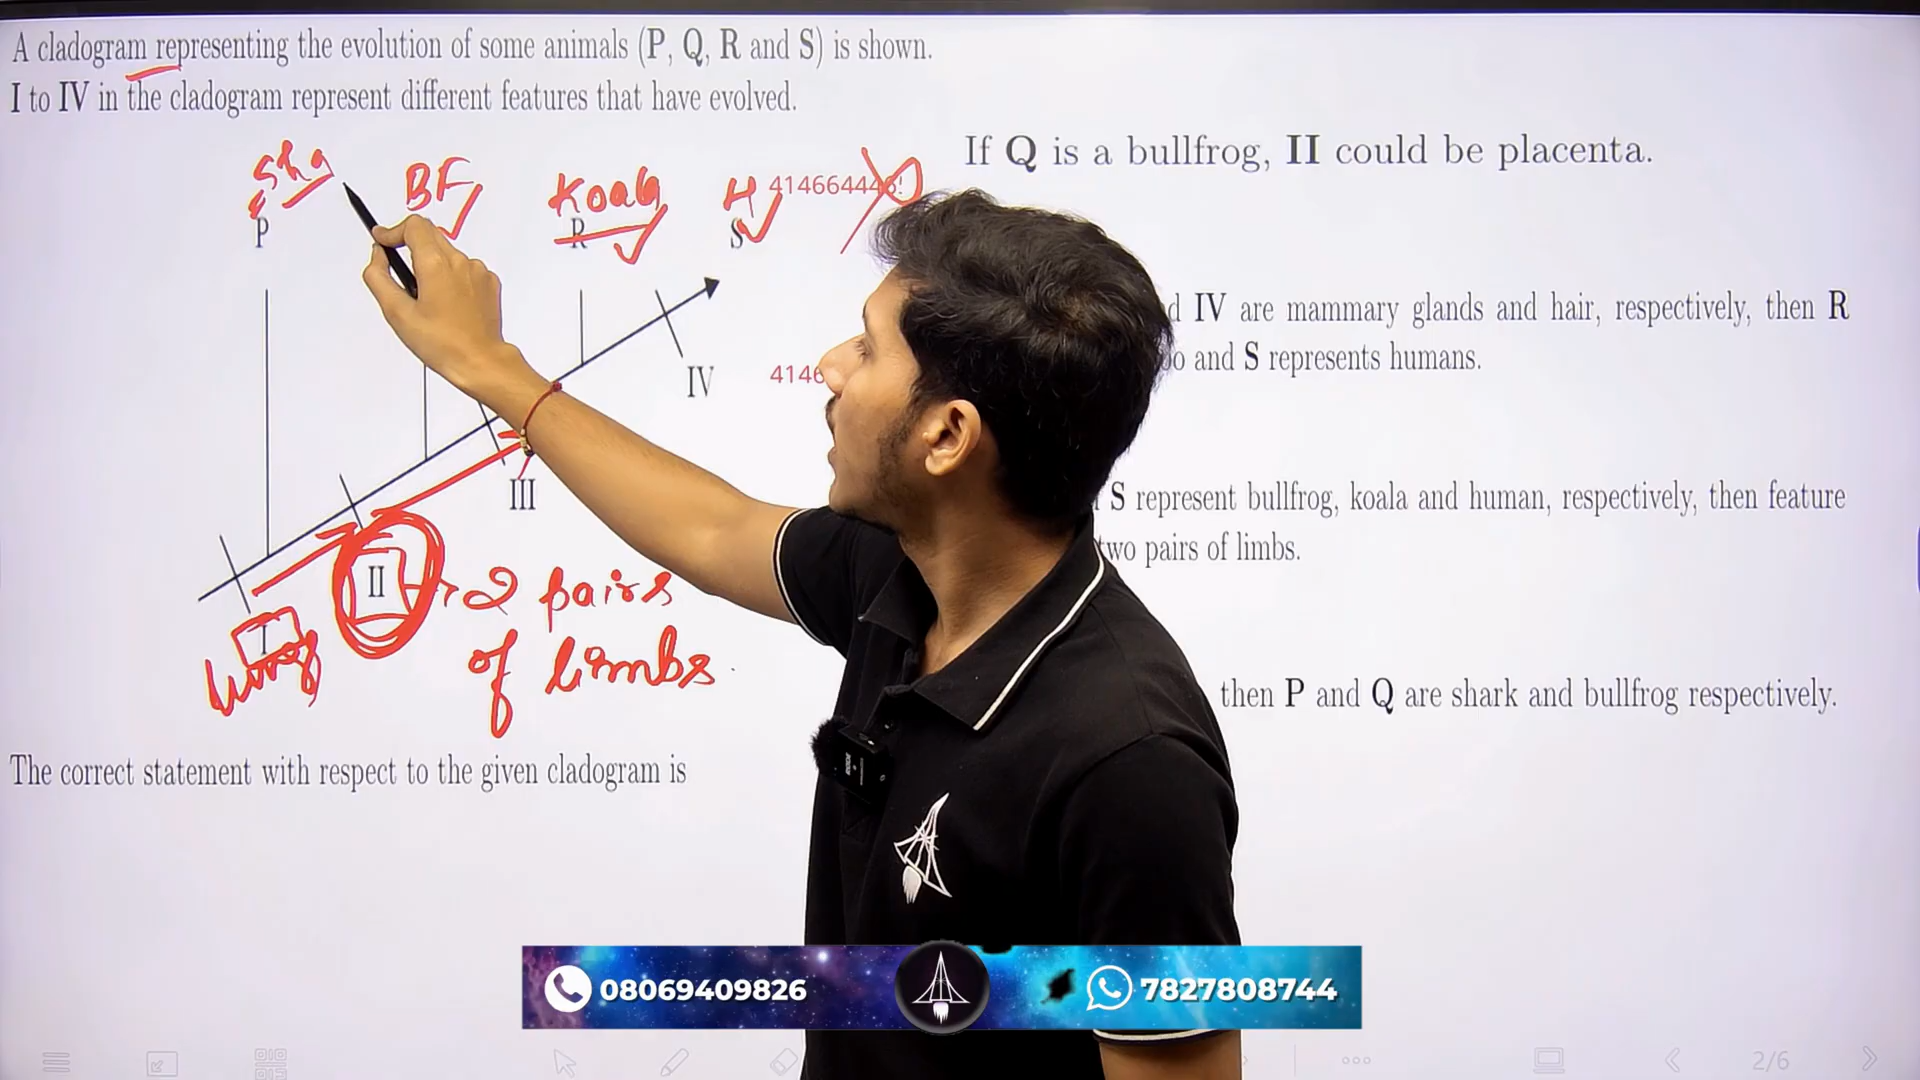 A cladogram representing the evolution of some animals (P, Q, R and S) is shown.
I to IV in the cladogram represent different features that have evolved.
If Q is a bullfrog, II could be placenta.
Sha
BF
Koala
H
414664446!
P
R
S
IV are mammary glands and hair, respectively, then R
and S represents humans.
4146
IV
III
S represent bullfrog, koala and human, respectively, then feature
two pairs of limbs.
II
2 pairs
of limbs.
I
lung
then P and Q are shark and bullfrog respectively.
The correct statement with respect to the given cladogram is
08069409826
7827808744
2/6